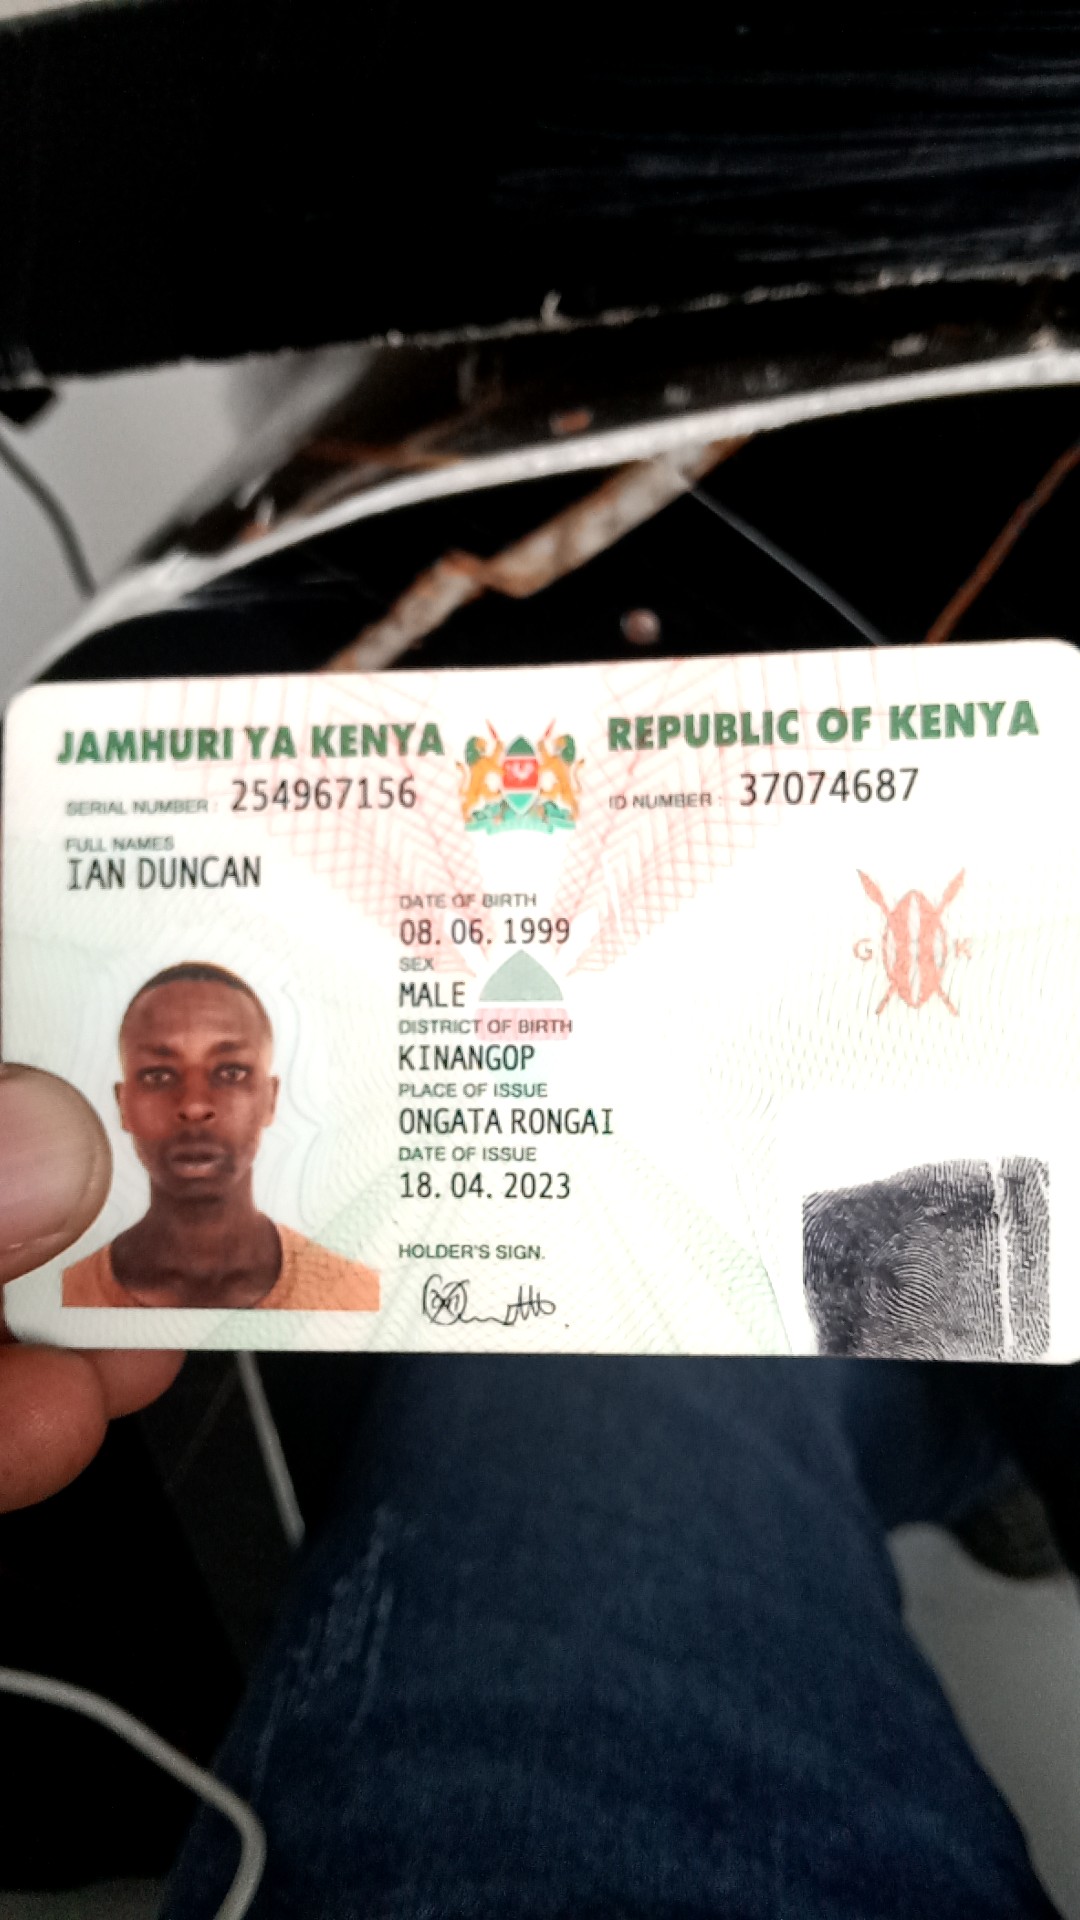 JAMHURI YA KENYA
REPUBLIC OF KENYA
SERIAL NUMBER : 254967156
ID NUMBER : 37074687
FULL NAMES
IAN DUNCAN
DATE OF BIRTH
08. 06. 1999
SEX
MALE
DISTRICT OF BIRTH
KINANGOP
PLACE OF ISSUE
ONGATA RONGAI
DATE OF ISSUE
18. 04. 2023
HOLDER'S SIGN.
G K